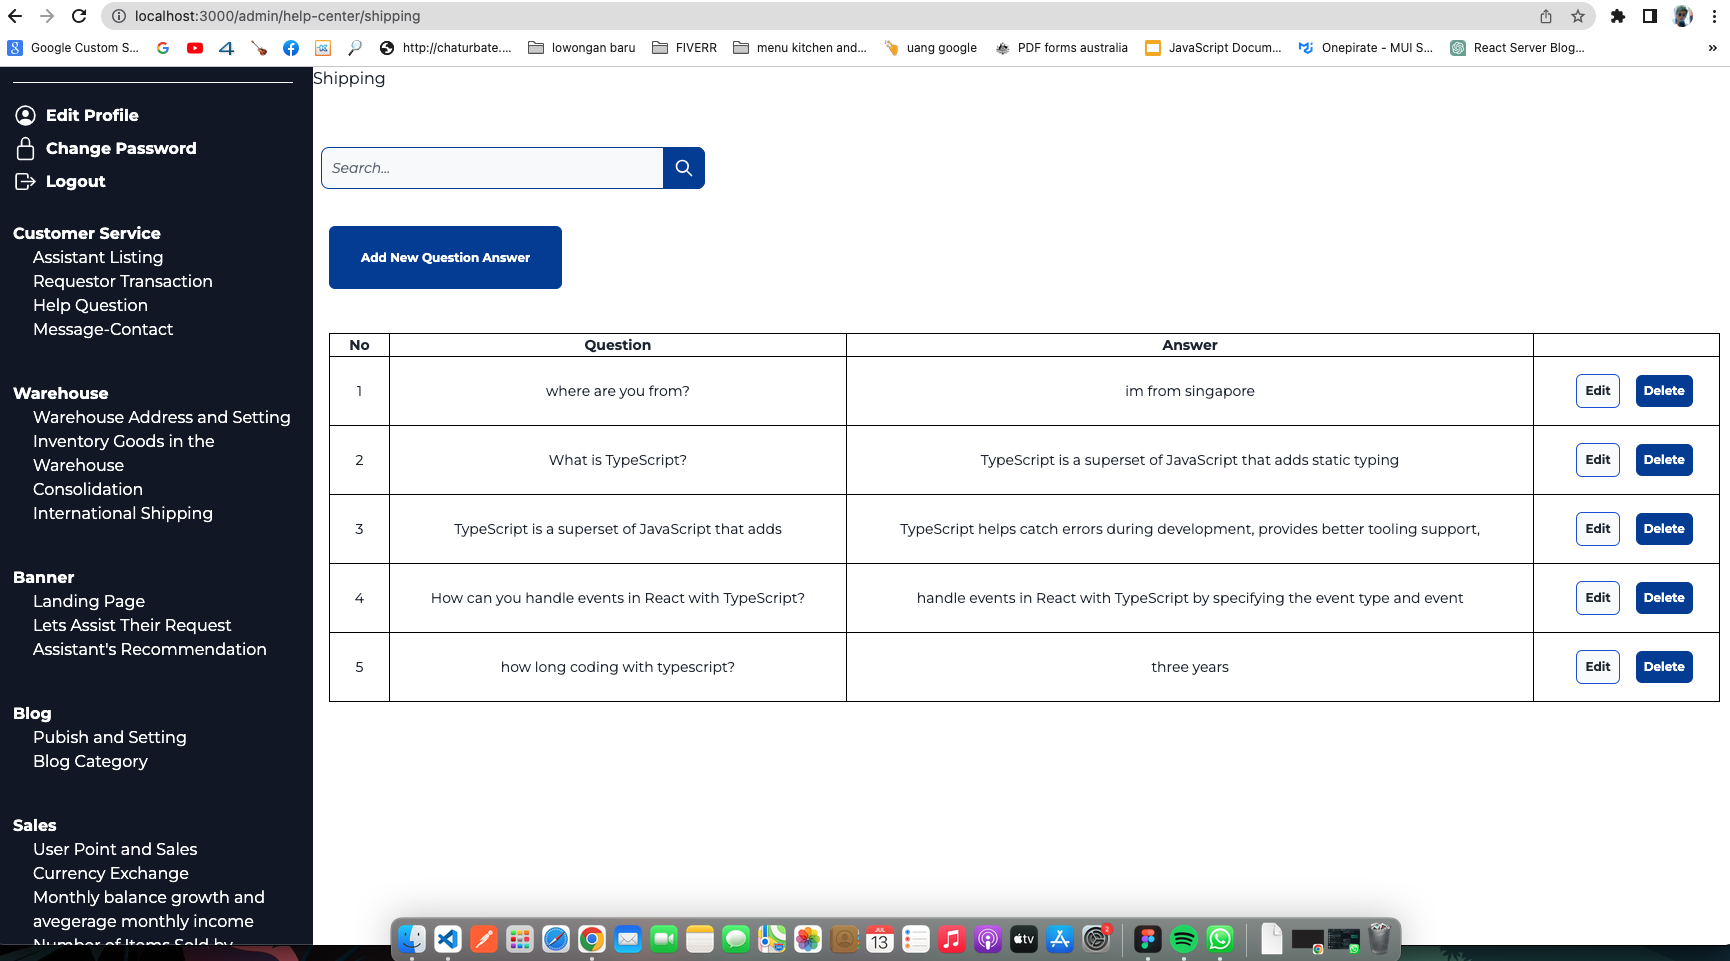 localhost:3000/admin/help-center/shipping
Google Custom S...
http://chaturbate....
lowongan baru
FIVERR
menu kitchen and...
uang google
PDF forms australia
JavaScript Docum...
Onepirate - MUI S...
React Server Blog...
»
Shipping
Edit Profile
Change Password
Logout
Customer Service
Assistant Listing
Requestor Transaction
Help Question
Message-Contact
Warehouse
Warehouse Address and Setting
Inventory Goods in the
Warehouse
Consolidation
International Shipping
Banner
Landing Page
Lets Assist Their Request
Assistant's Recommendation
Blog
Pubish and Setting
Blog Category
Sales
User Point and Sales
Currency Exchange
Monthly balance growth and
avegerage monthly income
Number of Items Sold by
Search...
Add New Question Answer
No Question Answer
1 where are you from? im from singapore Edit Delete
2 What is TypeScript? TypeScript is a superset of JavaScript that adds static typing Edit Delete
3 TypeScript is a superset of JavaScript that adds TypeScript helps catch errors during development, provides better tooling support, Edit Delete
4 How can you handle events in React with TypeScript? handle events in React with TypeScript by specifying the event type and event Edit Delete
5 how long coding with typescript? three years Edit Delete
JUL
13
tv
2